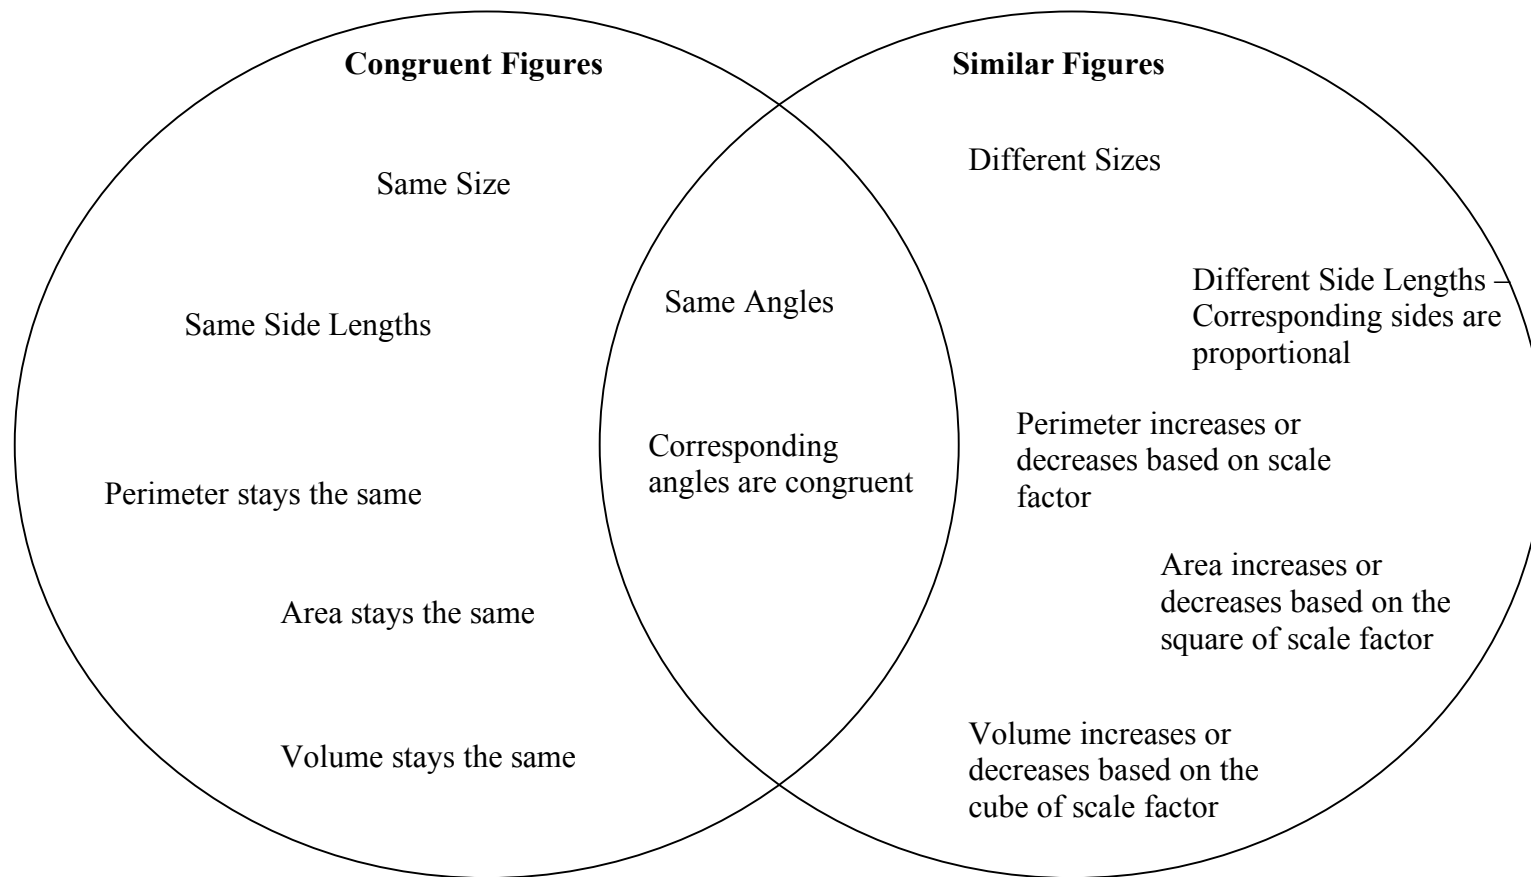 Congruent Figures
Same Size
Same Side Lengths
Perimeter stays the same
Area stays the same
Volume stays the same
Same Angles
Corresponding
angles are congruent
Similar Figures
Different Sizes
Different Side Lengths –
Corresponding sides are
proportional
Perimeter increases or
decreases based on scale
factor
Area increases or
decreases based on the
square of scale factor
Volume increases or
decreases based on the
cube of scale factor